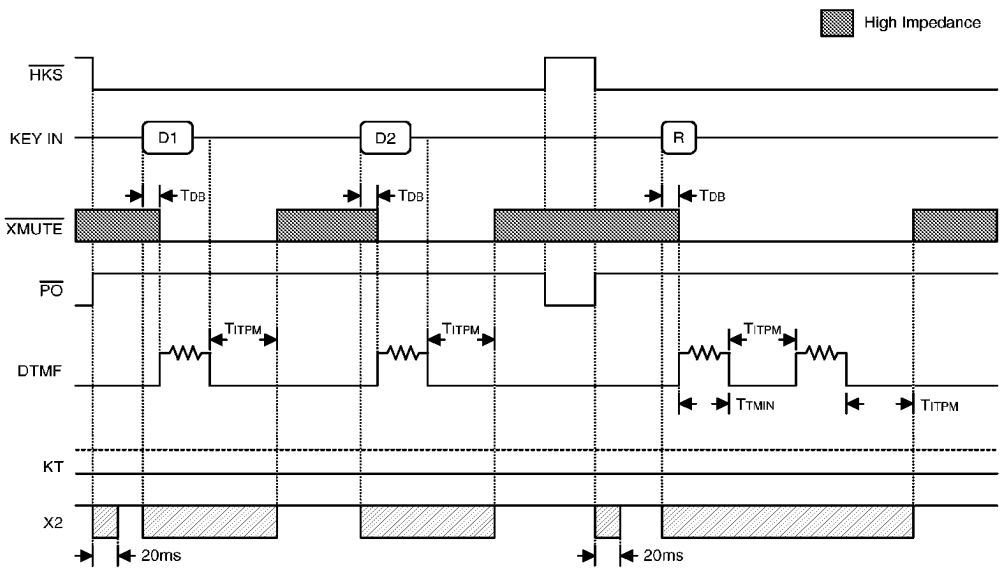 High Impedance
HKS
KEY IN D1 D2 R
TDB TDB TDB
XMUTE
PO
TITPM TITPM TITPM
DTMF
TTMIN TITPM
KT
X2
20ms 20ms